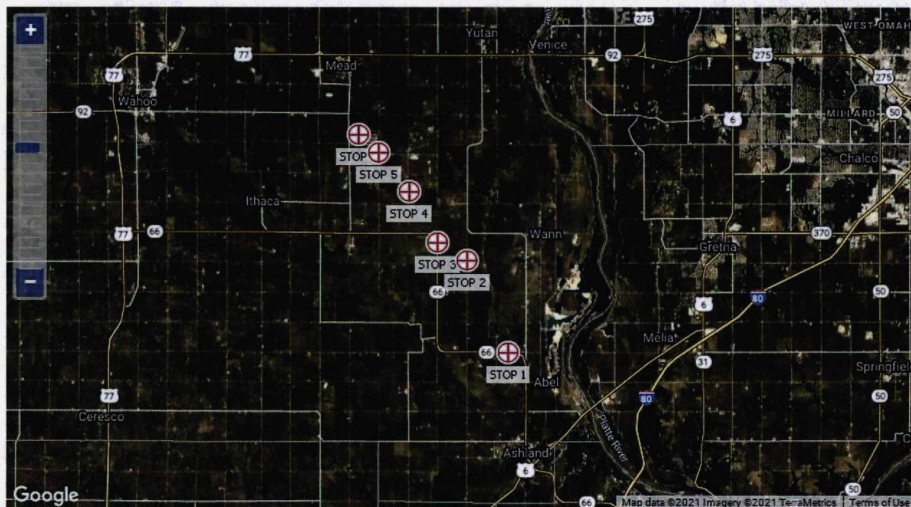 275
Yutan
WEST OMAH
Venice
77
92
275
+
Mead
77
275
Wahoo
50
92
6
MILLARD
STOP
STOP 5
Chalco
Ithaca
STOP 4
77
66
Wann
370
Gretna
STOP 3
STOP 2
66
80
50
6
Melia
66
31
STOP 1
Springfiel
Abel
77
80
50
Ceresco
Platte River
Ashland
6
C
Google
50
66
Map data ©2021 Imagery ©2021 TerraMetrics
Terms of Use